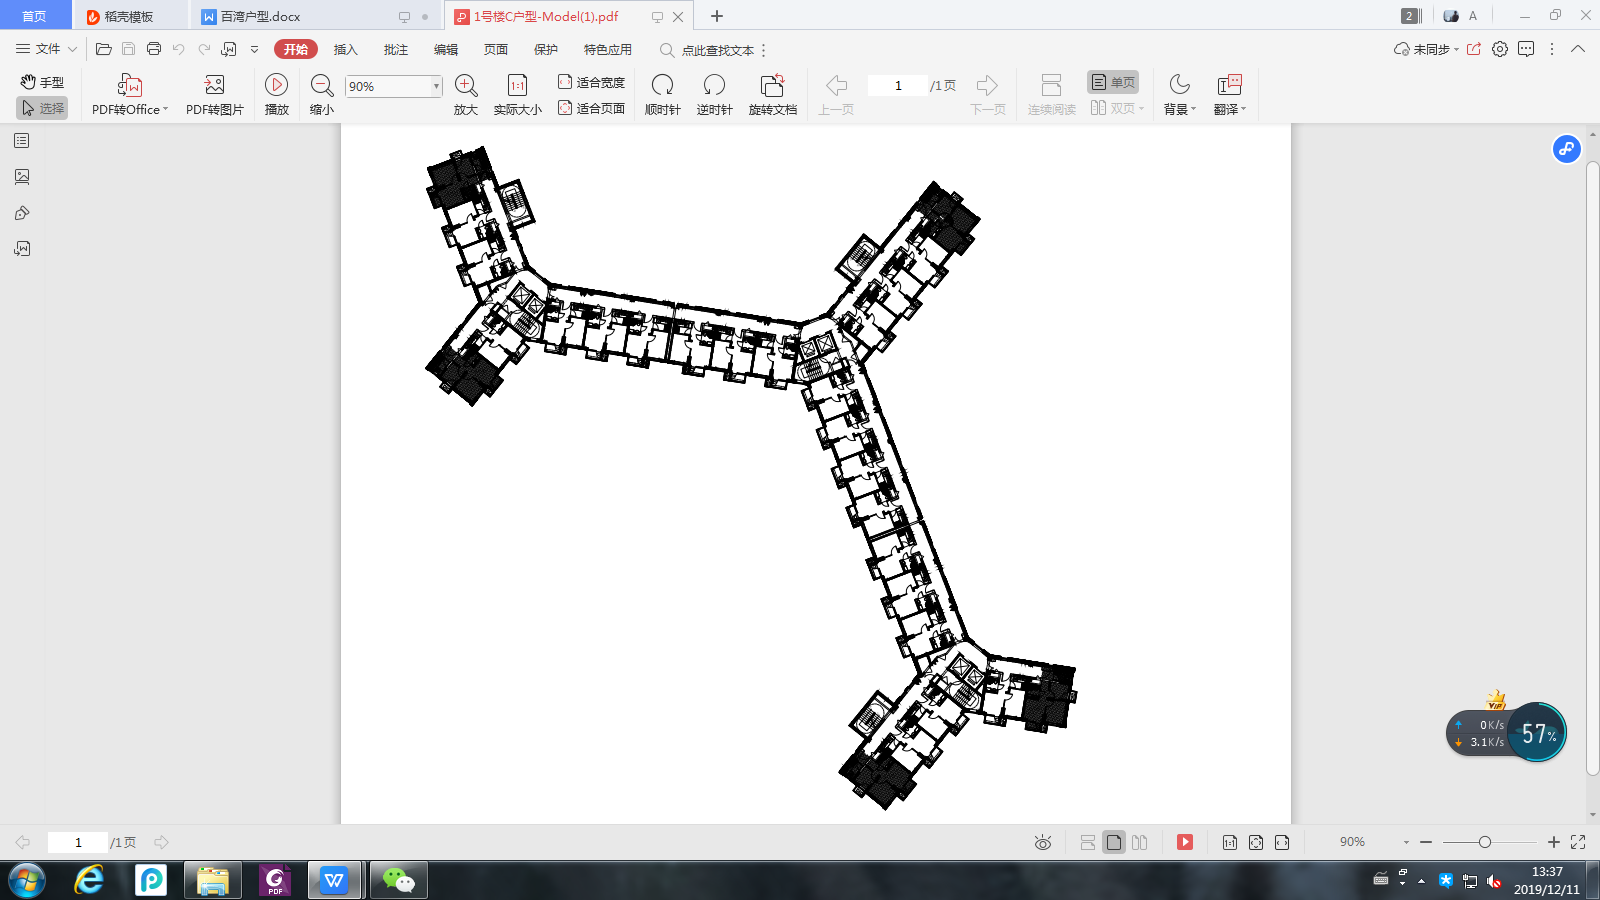 首页
稻壳模板
百湾户型.docx
1号楼C户型-Model(1).pdf
2
A
文件
开始
插入
批注
编辑
页面
保护
特色应用
点此查找文本
未同步
手型
选择
PDF转Office
PDF转图片
播放
缩小
90%
放大
1:1
实际大小
适合宽度
适合页面
顺时针
逆时针
旋转文档
上一页
1
/1页
下一页
连续阅读
单页
双页
背景
翻译
VIP
0K/s
3.1K/s
57%
1
/1页
1:1
90%
PDF
13:37
2019/12/11